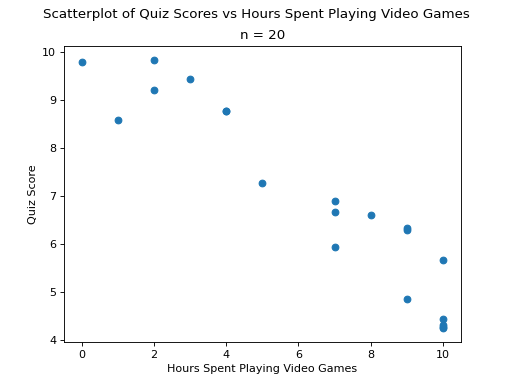 Scatterplot of Quiz Scores vs Hours Spent Playing Video Games
n = 20
10
9
8
7
6
5
4
Quiz Score
0 2 4 6 8 10
Hours Spent Playing Video Games